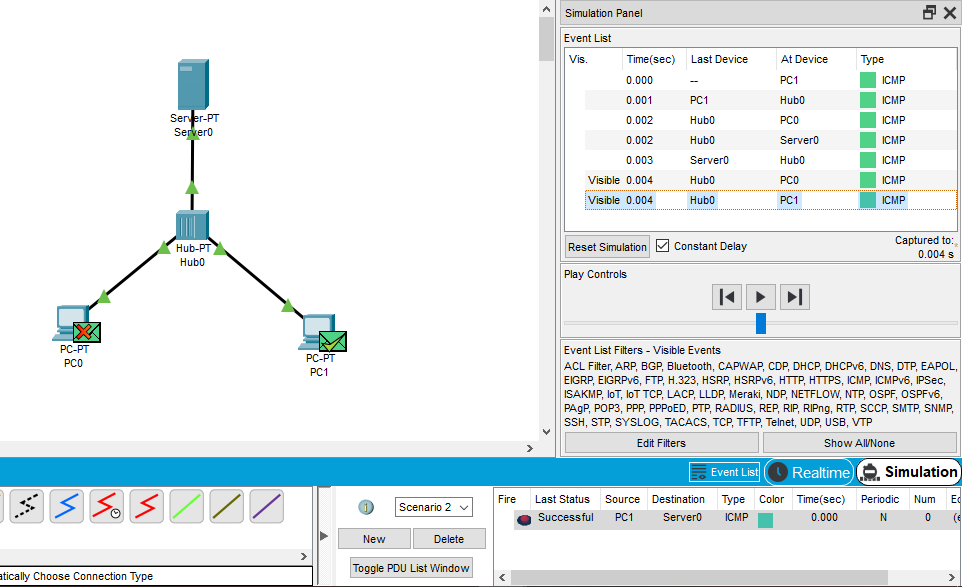 Simulation Panel
Event List
Vis. Time(sec) Last Device At Device Type
0.000 -- PC1 ICMP
0.001 PC1 Hub0 ICMP
0.002 Hub0 PC0 ICMP
0.002 Hub0 Server0 ICMP
0.003 Server0 Hub0 ICMP
Visible 0.004 Hub0 PC0 ICMP
Visible 0.004 Hub0 PC1 ICMP
Reset Simulation Constant Delay
Captured to:
0.004 s
Play Controls
Event List Filters - Visible Events
ACL Filter, ARP, BGP, Bluetooth, CAPWAP, CDP, DHCP, DHCPv6, DNS, DTP, EAPOL,
EIGRP, EIGRPv6, FTP, H.323, HSRP, HSRPv6, HTTP, HTTPS, ICMP, ICMPv6, IPSec,
ISAKMP, IoT, IoT TCP, LACP, LLDP, Meraki, NDP, NETFLOW, NTP, OSPF, OSPFv6,
PAgP, POP3, PPP, PPPoED, PTP, RADIUS, REP, RIP, RIPng, RTP, SCCP, SMTP, SNMP,
SSH, STP, SYSLOG, TACACS, TCP, TFTP, Telnet, UDP, USB, VTP
Edit Filters Show All/None
Server-PT
Server0
Hub-PT
Hub0
PC-PT
PC0
PC-PT
PC1
Event List Realtime Simulation
Scenario 2
New Delete
Toggle PDU List Window
Fire Last Status Source Destination Type Color Time(sec) Periodic Num Ec
Successful PC1 Server0 ICMP 0.000 N 0 (e
atically Choose Connection Type